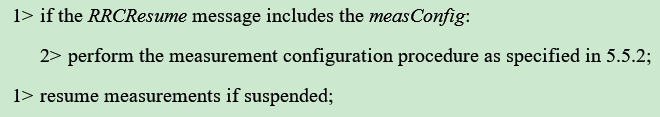 1> if the RRCResume message includes the measConfig:
2> perform the measurement configuration procedure as specified in 5.5.2;
1> resume measurements if suspended;